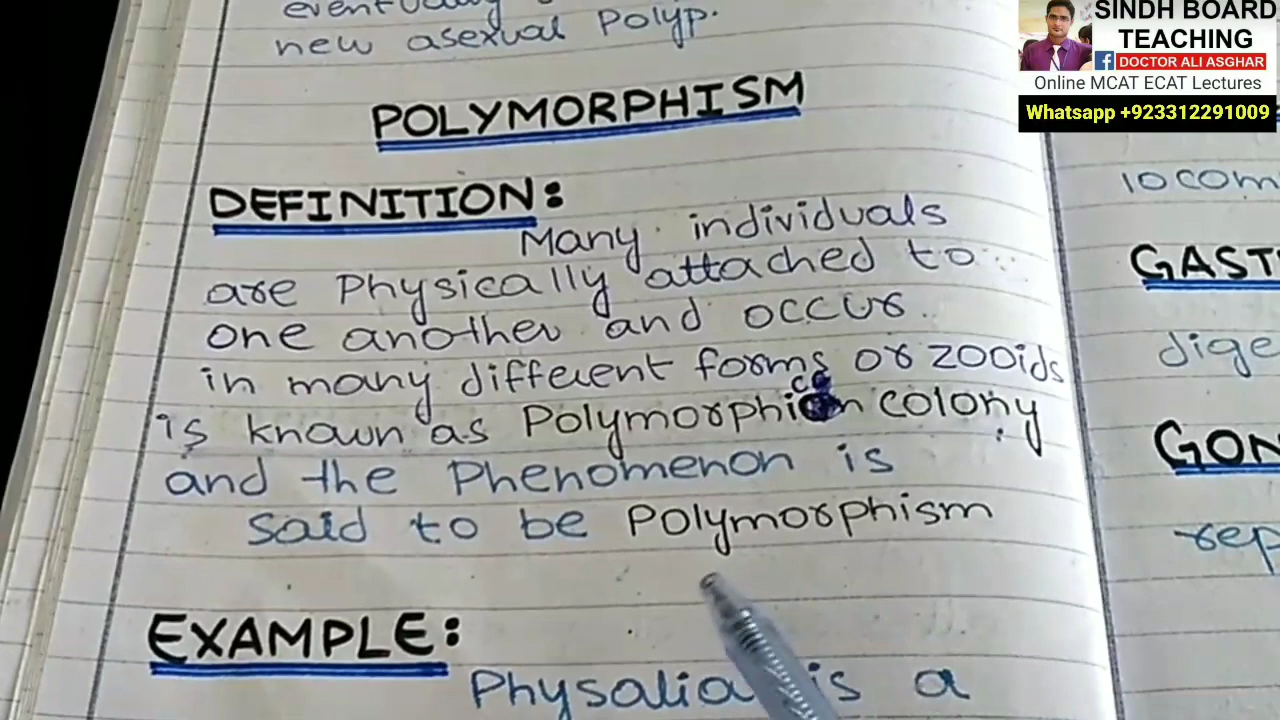 eventually
new asexual Polyp.
POLYMORPHISM
DEFINITION:
Many individuals
are Physically attached to
one another and occur
in many different forms or zooids
is known as Polymorphic colony
and the Phenomenon is
said to be Polymorphism
EXAMPLE:
Physalia is a
locom
GAST
dige
GON
rep
SINDH BOARD
TEACHING
f DOCTOR ALI ASGHAR
Online MCAT ECAT Lectures
Whatsapp +923312291009